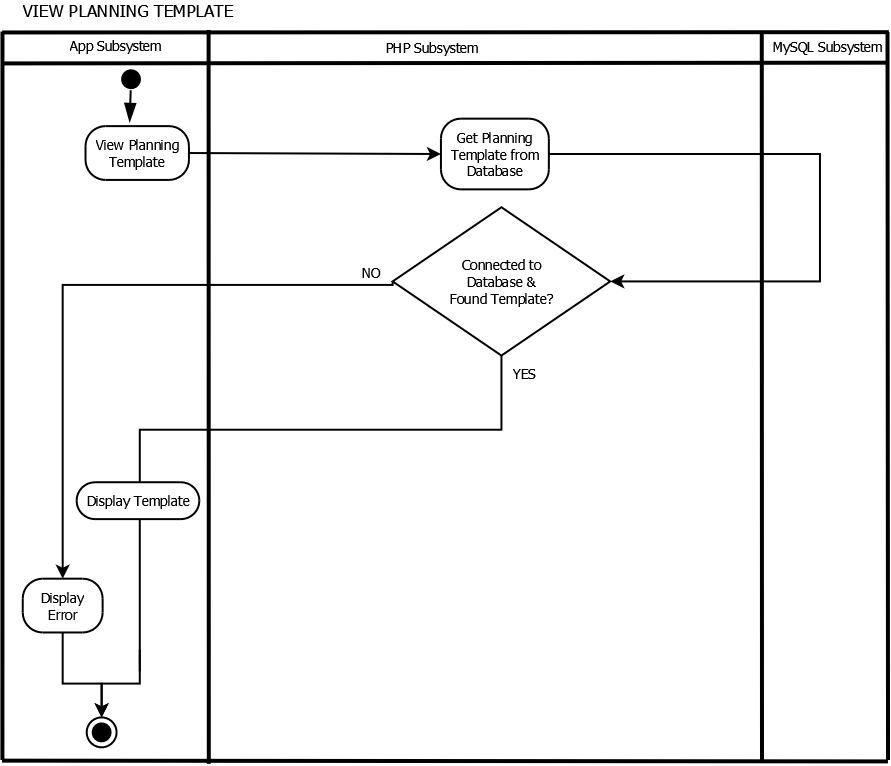 VIEW PLANNING TEMPLATE
App Subsystem
PHP Subsystem
MySQL Subsystem
View Planning
Template
Get Planning
Template from
Database
Connected to
Database &
Found Template?
NO
YES
Display Template
Display
Error